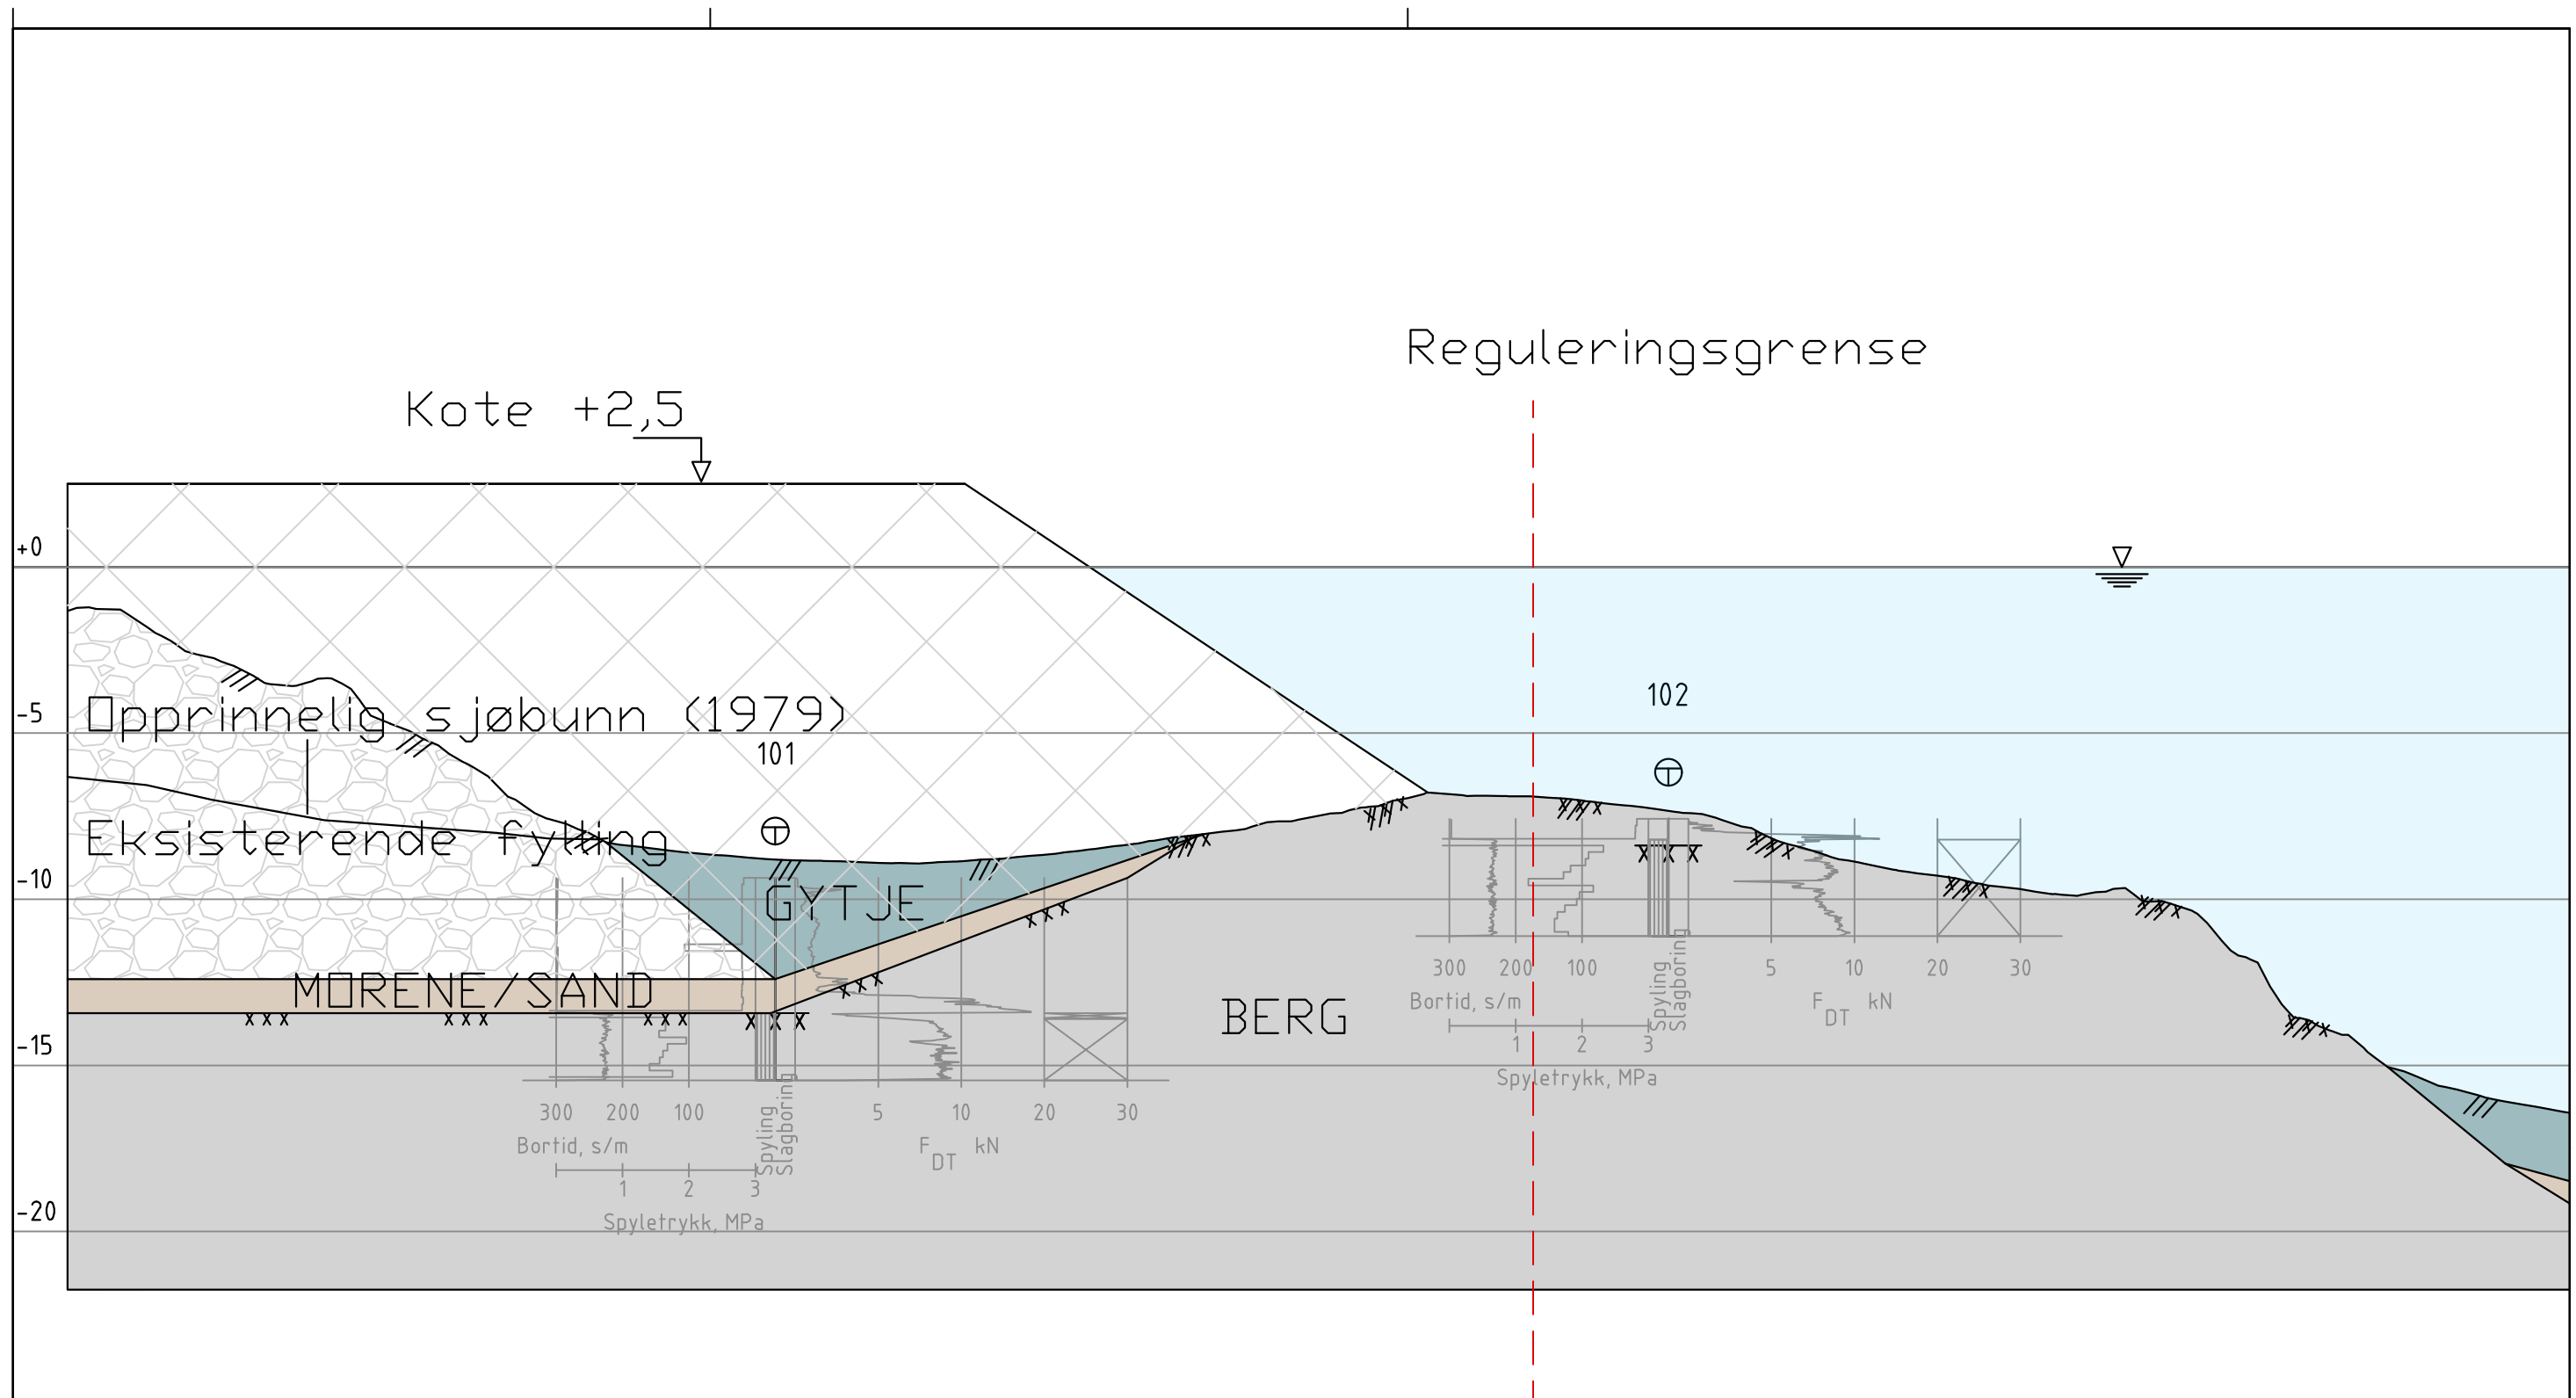 Reguleringsgrense
Kote +2,5
+0
102
-5
Opprinnelig sjøbunn (1979)
101
Eksisterende fylling
-10
GYTJE
300 200 100 5 10 20 30
MORENE/SAND
Bortid, s/m
Spyling
Slagboring
F DT kN
BERG
1 2 3
-15
Spyletrykk, MPa
300 200 100 5 10 20 30
Bortid, s/m
Spyling
Slagboring
F DT kN
1 2 3
-20
Spyletrykk, MPa